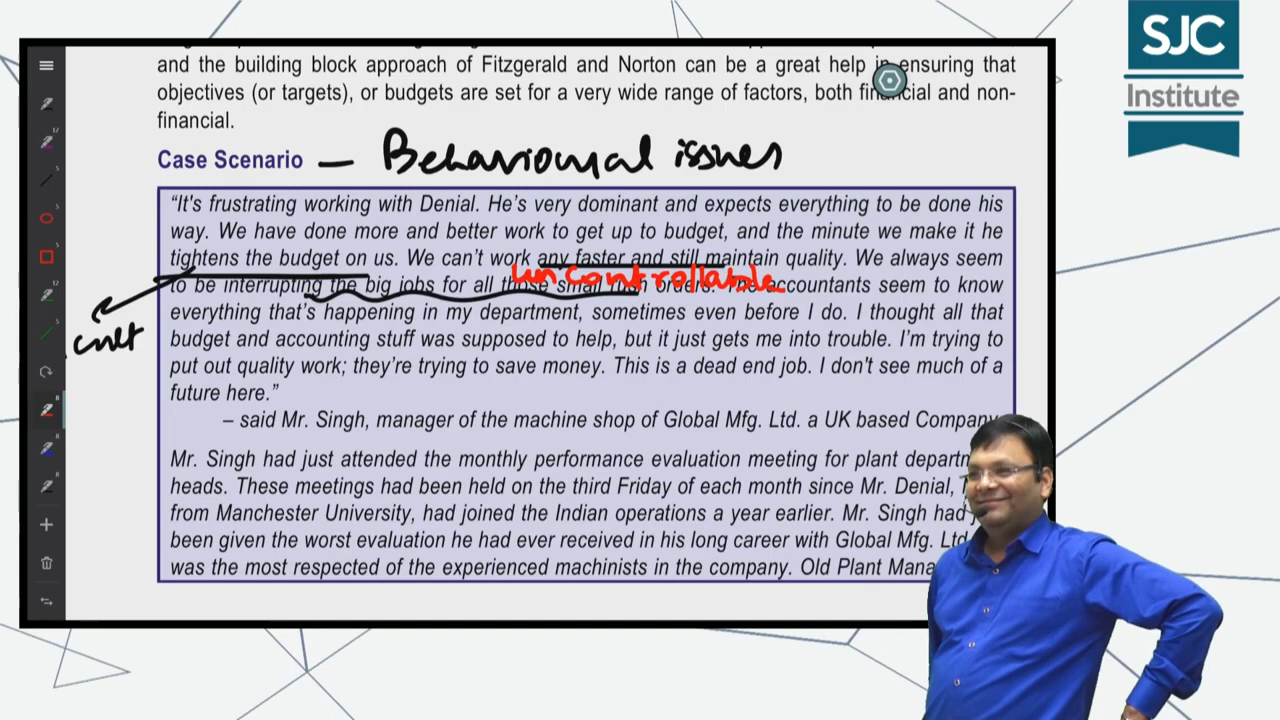 and the building block approach of Fitzgerald and Norton can be a great help in ensuring that
objectives (or targets), or budgets are set for a very wide range of factors, both financial and non-
financial.
Case Scenario — Behavioural issues
"It's frustrating working with Denial. He's very dominant and expects everything to be done his
way. We have done more and better work to get up to budget, and the minute we make it he
tightens the budget on us. We can't work any faster and still maintain quality. We always seem
uncontrollable
to be interrupting the big jobs for all those small rush orders. The accountants seem to know
everything that's happening in my department, sometimes even before I do. I thought all that
budget and accounting stuff was supposed to help, but it just gets me into trouble. I'm trying to
put out quality work; they're trying to save money. This is a dead end job. I don't see much of a
future here."
– said Mr. Singh, manager of the machine shop of Global Mfg. Ltd. a UK based Company
Mr. Singh had just attended the monthly performance evaluation meeting for plant
heads. These meetings had been held on the third Friday of each month since Mr. Denial,
from Manchester University, had joined the Indian operations a year earlier. Mr. Singh had
been given the worst evaluation he had ever received in his long career with Global Mfg. Ltd
was the most respected of the experienced machinists in the company. Old Plant
SJC
Institute